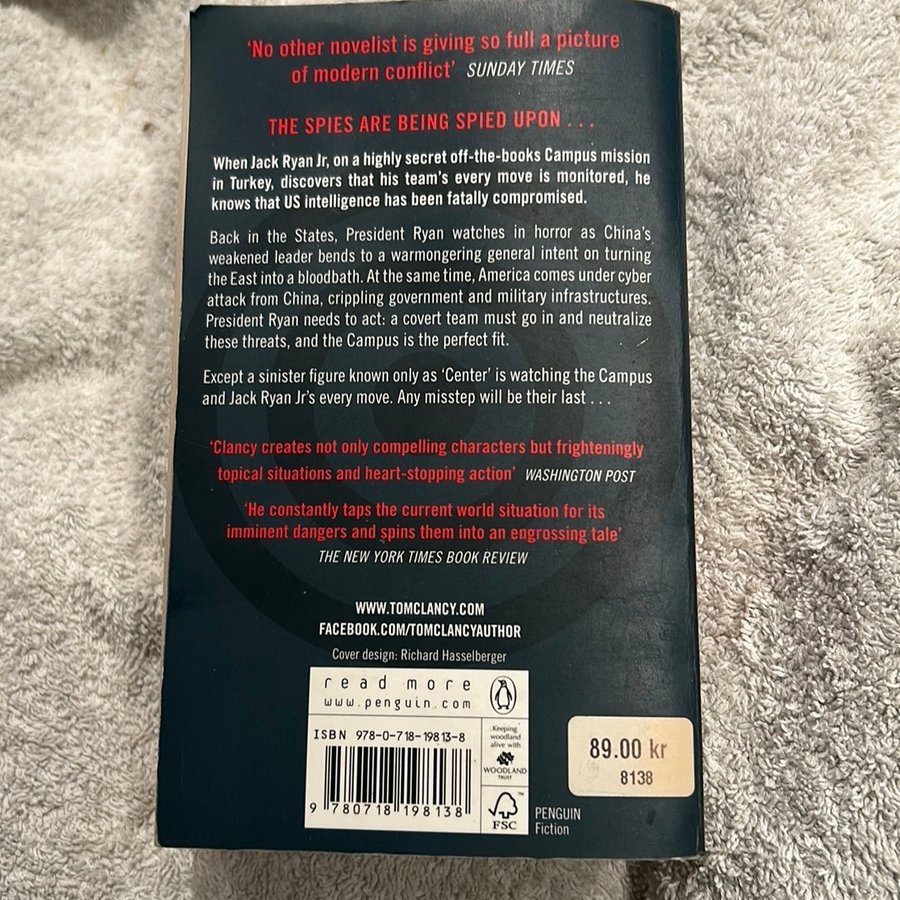 'No other novelist is giving so full a picture
of modern conflict' SUNDAY TIMES
THE SPIES ARE BEING SPIED UPON . . .
When Jack Ryan Jr, on a highly secret off-the-books Campus mission
in Turkey, discovers that his team's every move is monitored, he
knows that US intelligence has been fatally compromised.
Back in the States, President Ryan watches in horror as China's
weakened leader bends to a warmongering general intent on turning
the East into a bloodbath. At the same time, America comes under cyber
attack from China, crippling government and military infrastructures.
President Ryan needs to act: a covert team must go in and neutralize
these threats, and the Campus is the perfect fit.
Except a sinister figure known only as 'Center' is watching the Campus
and Jack Ryan Jr's every move. Any misstep will be their last . . .
'Clancy creates not only compelling characters but frighteningly
topical situations and heart-stopping action' WASHINGTON POST
'He constantly taps the current world situation for its
imminent dangers and spins them into an engrossing tale'
THE NEW YORK TIMES BOOK REVIEW
WWW.TOMCLANCY.COM
FACEBOOK.COM/TOMCLANCYAUTHOR
Cover design: Richard Hasselberger
read more
www.penguin.com
ISBN 978-0-718-19813-8
9 780718 198138
Keeping
woodland
alive with
WOODLAND
TRUST
FSC™
PENGUIN
Fiction
89.00 kr
8138